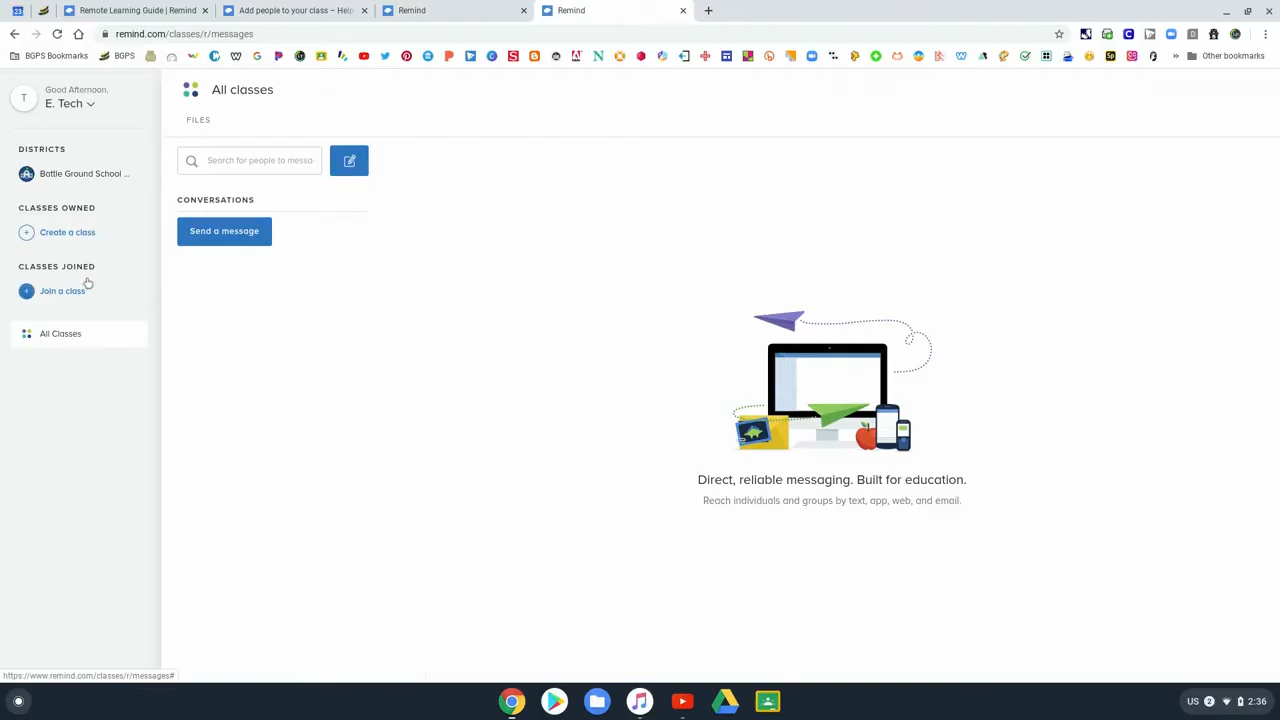 23
Remote Learning Guide | Remind
Add people to your class – Help
Remind
Remind
remind.com/classes/r/messages
BGPS Bookmarks
BGPS
Other bookmarks
Good Afternoon,
E. Tech
T
All classes
FILES
DISTRICTS
Battle Ground School ...
Search for people to messa
CLASSES OWNED
Create a class
CONVERSATIONS
Send a message
CLASSES JOINED
Join a class
All Classes
Direct, reliable messaging. Built for education.
Reach individuals and groups by text, app, web, and email.
https://www.remind.com/classes/r/messages#
US 2 2:36